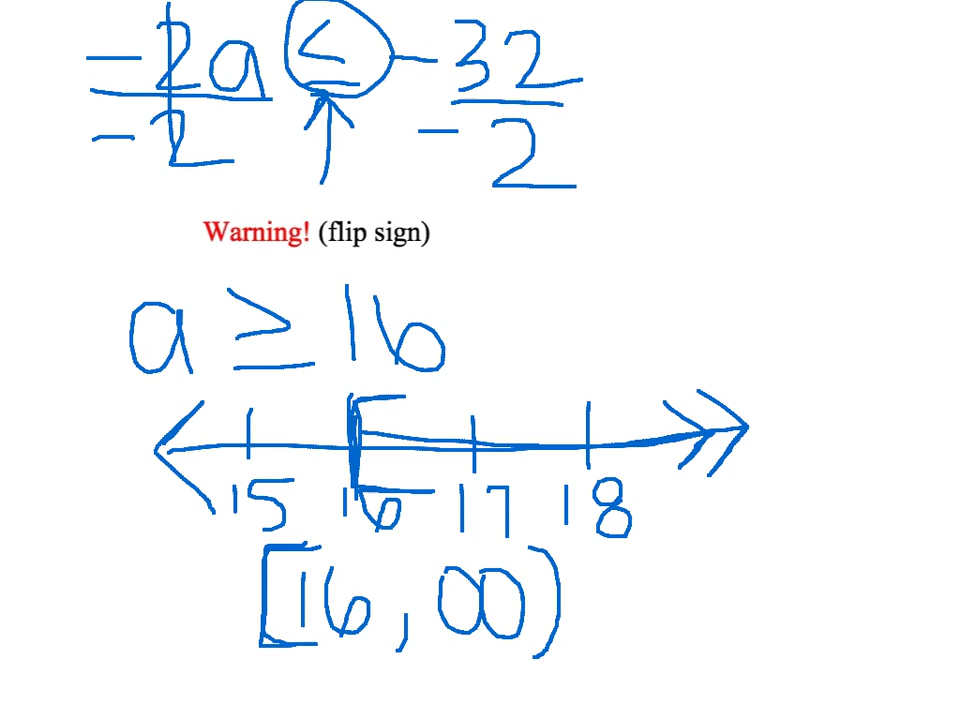 -2a ≤ -32
-2 -2
Warning! (flip sign)
a ≥ 16
15 16 17 18
[16, ∞)